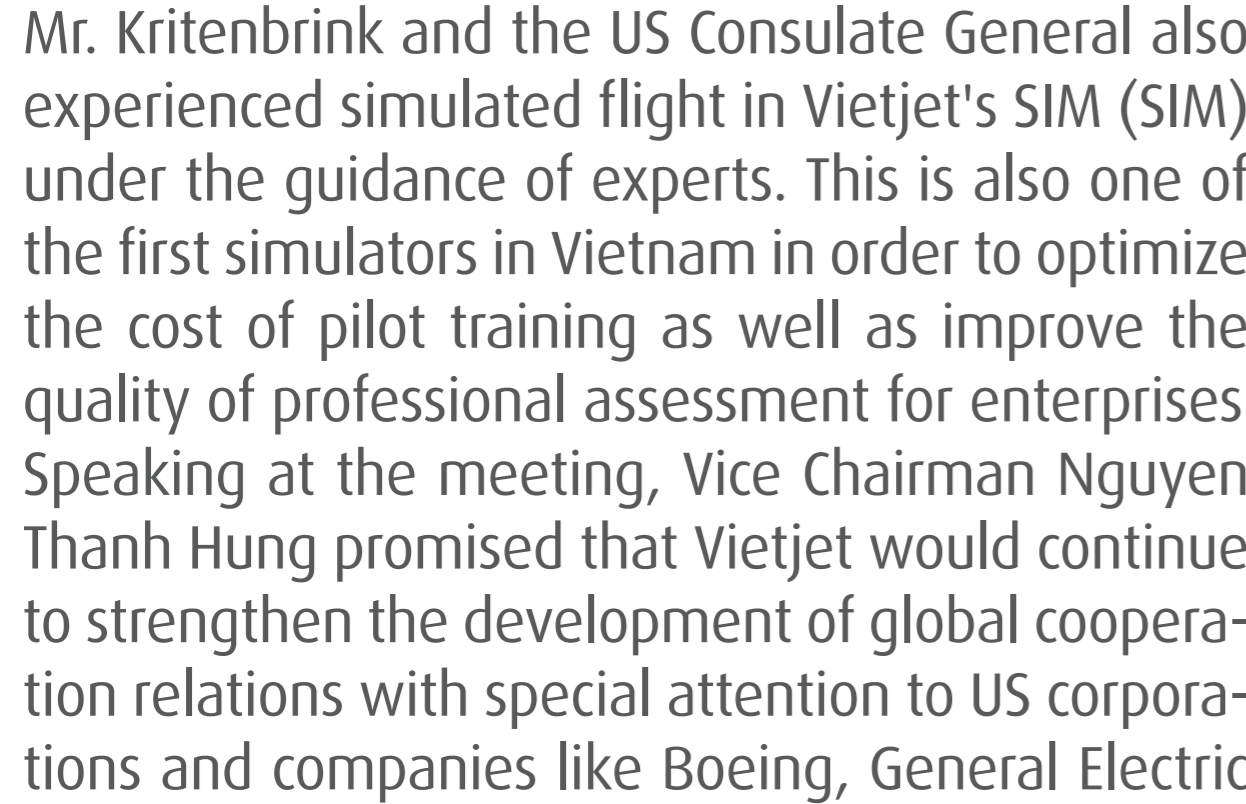 Mr. Kritenbrink and the US Consulate General also
experienced simulated flight in Vietjet's SIM (SIM)
under the guidance of experts. This is also one of
the first simulators in Vietnam in order to optimize
the cost of pilot training as well as improve the
quality of professional assessment for enterprises
Speaking at the meeting, Vice Chairman Nguyen
Thanh Hung promised that Vietjet would continue
to strengthen the development of global coopera-
tion relations with special attention to US corpora-
tions and companies like Boeing, General Electric